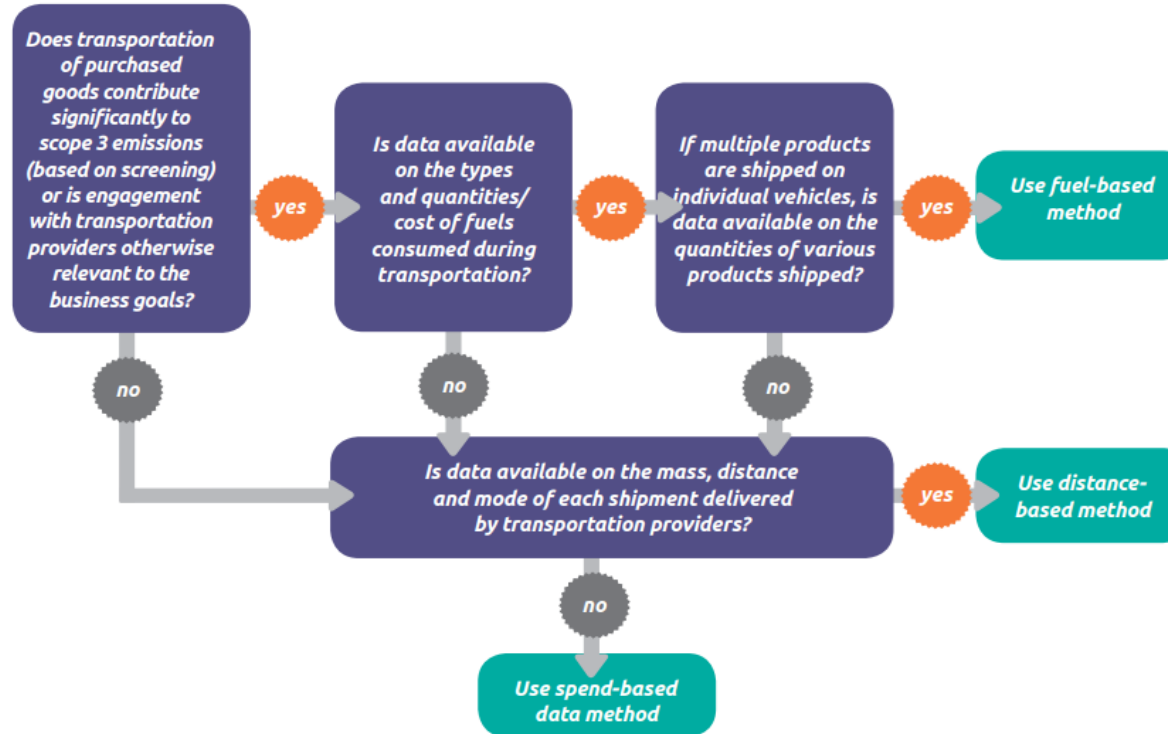 Does transportation
of purchased
goods contribute
significantly to
scope 3 emissions
(based on screening)
or is engagement
with transportation
providers otherwise
relevant to the
business goals?
yes
Is data available
on the types
and quantities/
cost of fuels
consumed during
transportation?
yes
If multiple products
are shipped on
individual vehicles, is
data available on the
quantities of various
products shipped?
yes
Use fuel-based
method
no
no
no
Is data available on the mass, distance
and mode of each shipment delivered
by transportation providers?
yes
Use distance-
based method
no
Use spend-based
data method